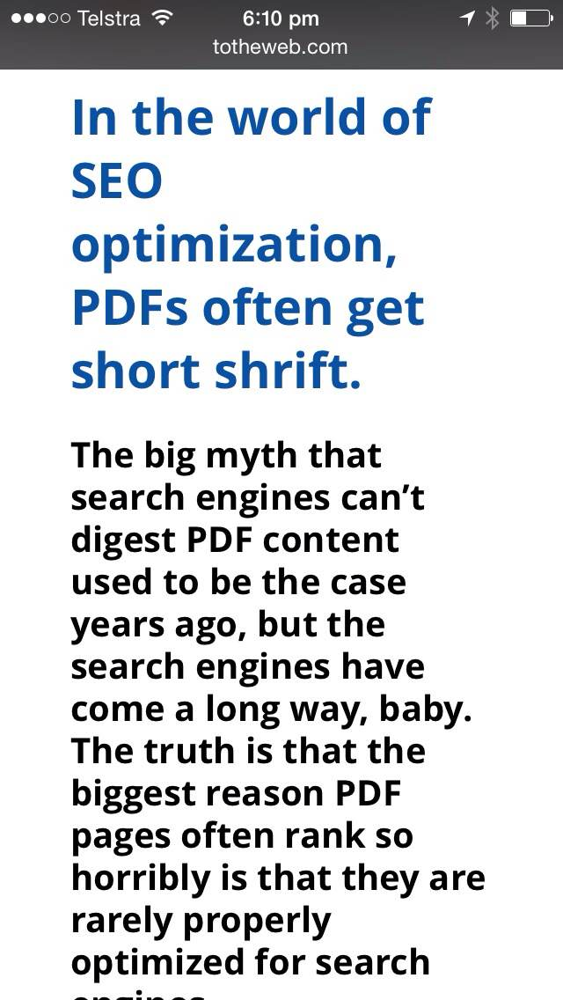 Telstra 6:10 pm
totheweb.com
In the world of
SEO
optimization,
PDFs often get
short shrift.
The big myth that
search engines can’t
digest PDF content
used to be the case
years ago, but the
search engines have
come a long way, baby.
The truth is that the
biggest reason PDF
pages often rank so
horribly is that they are
rarely properly
optimized for search
engines